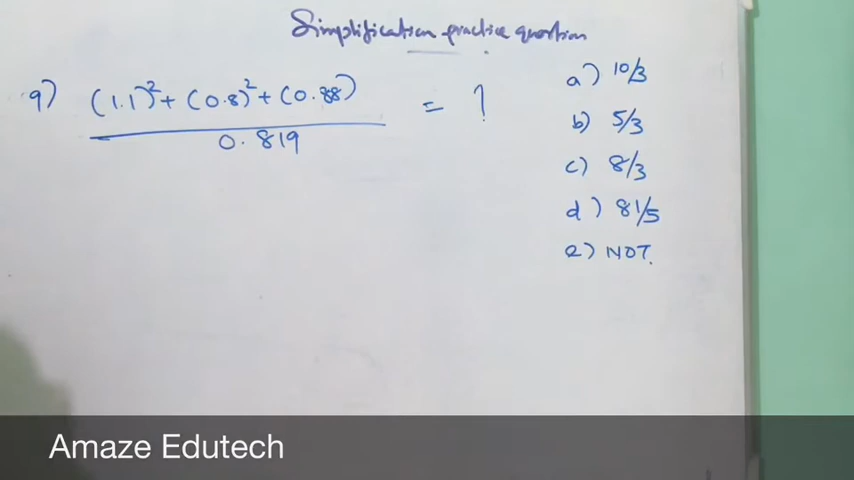 Simplification practice question
9) (1.1)²+(0.8)²+(0.88) = ?
0.819
a) 10/3
b) 5/3
c) 8/3
d) 81/5
e) NOT.
Amaze Edutech